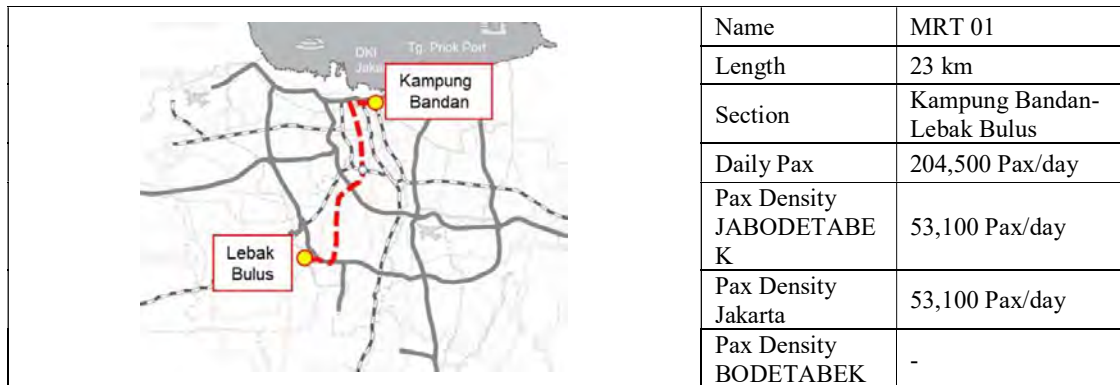 DKI
Tg. Priok Port
Kampung
Bandan
Lebak
Bulus
Name
MRT 01
Length
23 km
Section
Kampung Bandan-
Lebak Bulus
Daily Pax
204,500 Pax/day
Pax Density
JABODETABE
K
53,100 Pax/day
Pax Density
Jakarta
53,100 Pax/day
Pax Density
BODETABEK
-